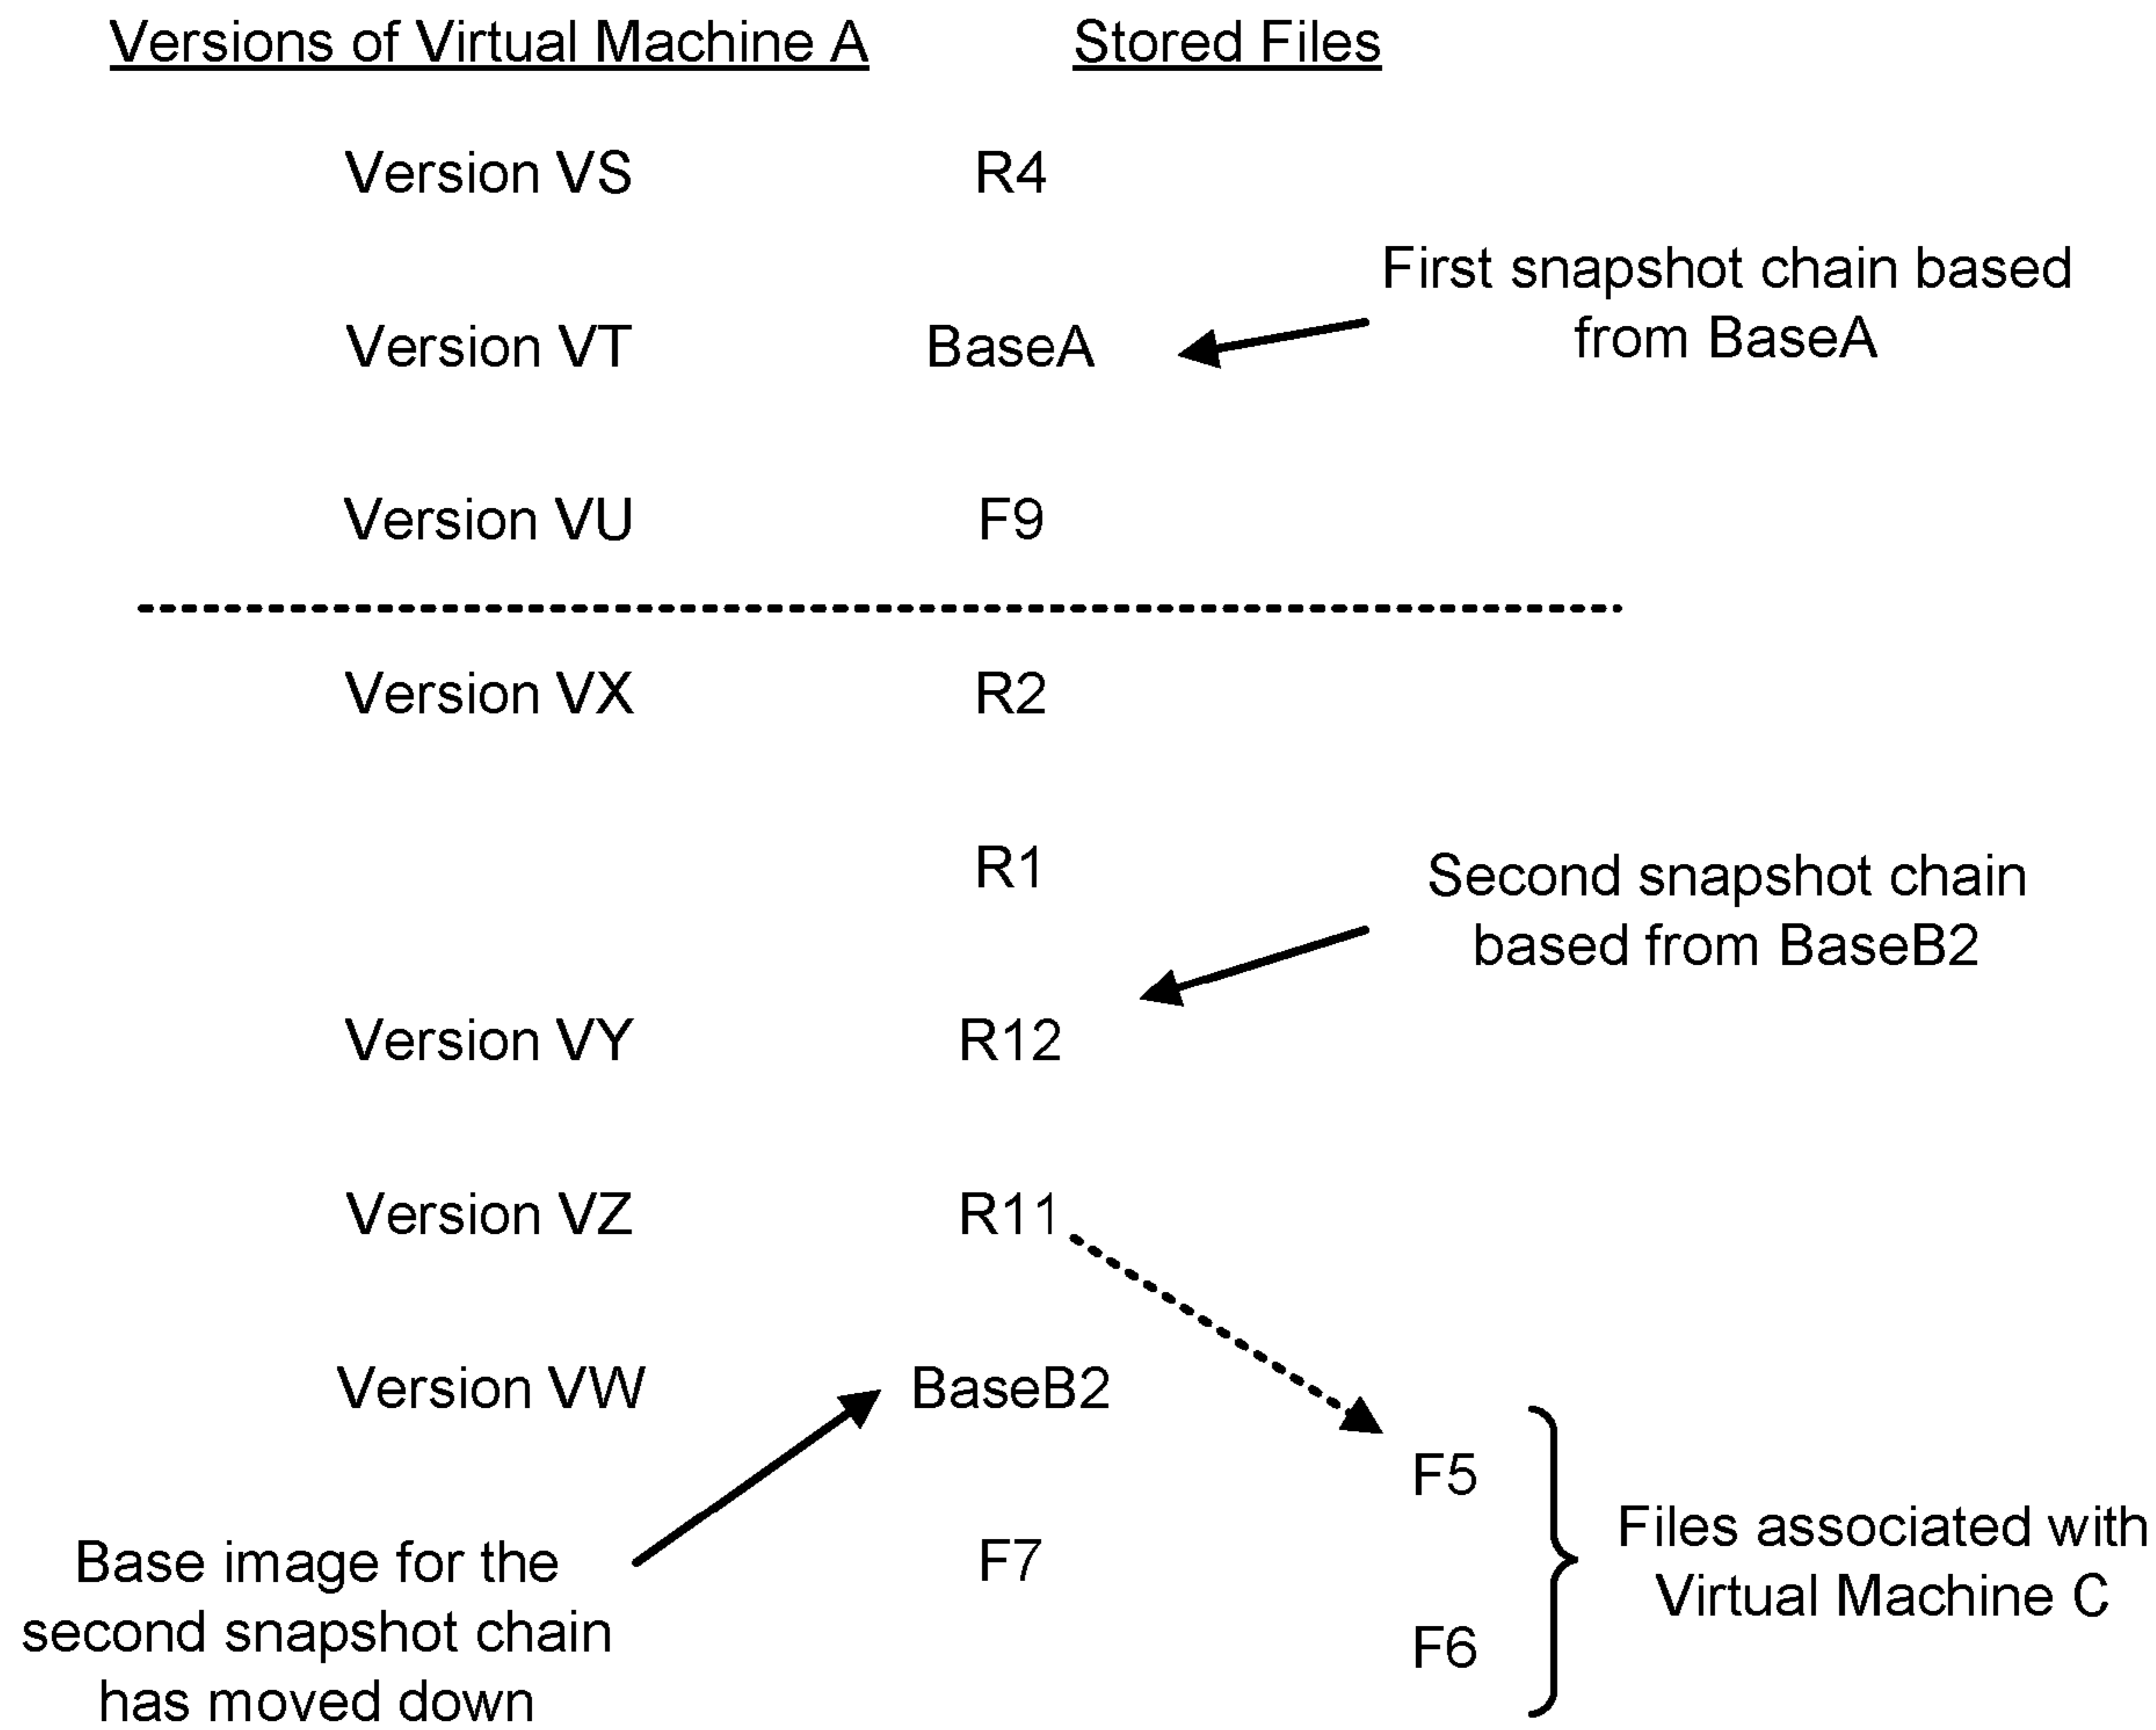 Versions of Virtual Machine A Stored Files
Version VS R4
First snapshot chain based
from BaseA
Version VT BaseA
Version VU F9
Version VX R2
R1
Second snapshot chain
based from BaseB2
Version VY R12
Version VZ R11
Version VW BaseB2
F5
F7
F6
Files associated with
Virtual Machine C
Base image for the
second snapshot chain
has moved down